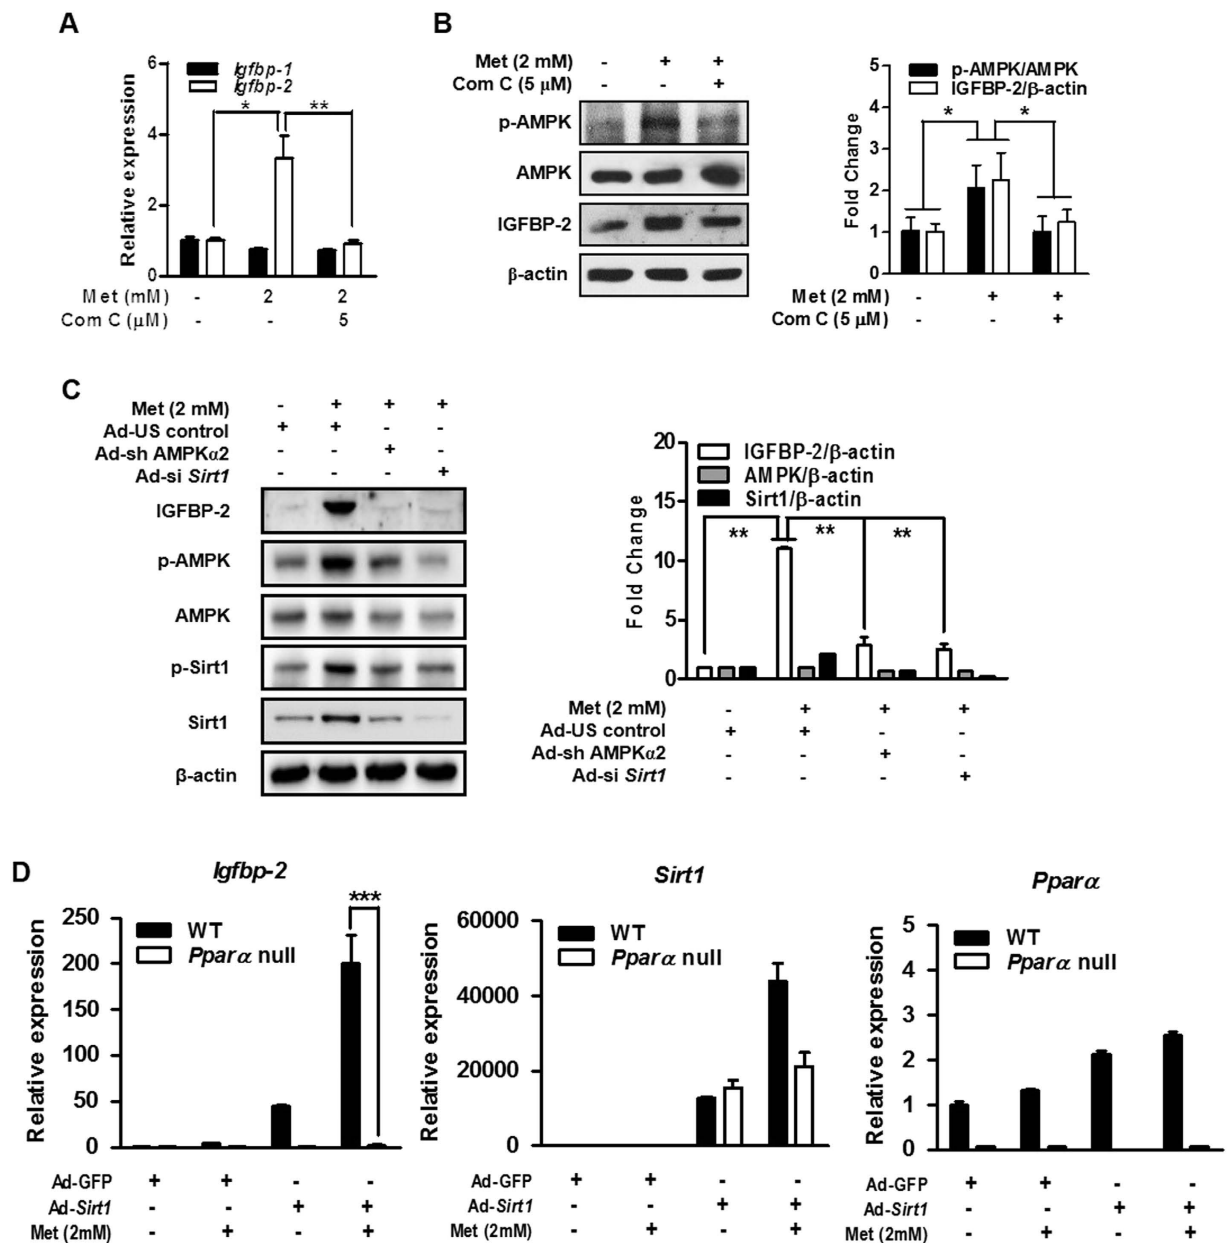 A
6
4
2
0
Relative expression
Igfbp-1
Igfbp-2
*
**
Met (mM) - 2 2
Com C (μM) - - 5
B
Met (2 mM) - + +
Com C (5 μM) - - +
p-AMPK
AMPK
IGFBP-2
β-actin
5
4
3
2
1
0
Fold Change
p-AMPK/AMPK
IGFBP-2/β-actin
*
*
Met (2 mM) - + +
Com C (5 μM) - - +
C
Met (2 mM) - + + +
Ad-US control + + - -
Ad-sh AMPKα2 - - + -
Ad-si Sirt1 - - - +
IGFBP-2
p-AMPK
AMPK
p-Sirt1
Sirt1
β-actin
20
15
10
5
0
Fold Change
IGFBP-2/β-actin
AMPK/β-actin
Sirt1/β-actin
**
**
**
Met (2 mM) - + + +
Ad-US control + + - -
Ad-sh AMPKα2 - - + -
Ad-si Sirt1 - - - +
D
Igfbp-2
250
200
150
100
50
0
Relative expression
WT
Pparα null
***
Ad-GFP + + - -
Ad-Sirt1 - - + +
Met (2mM) - + - +
Sirt1
60000
40000
20000
0
Relative expression
WT
Pparα null
Ad-GFP + + - -
Ad-Sirt1 - - + +
Met (2mM) - + - +
Pparα
5
4
3
2
1
0
Relative expression
WT
Pparα null
Ad-GFP + + - -
Ad-Sirt1 - - + +
Met (2mM) - + - +